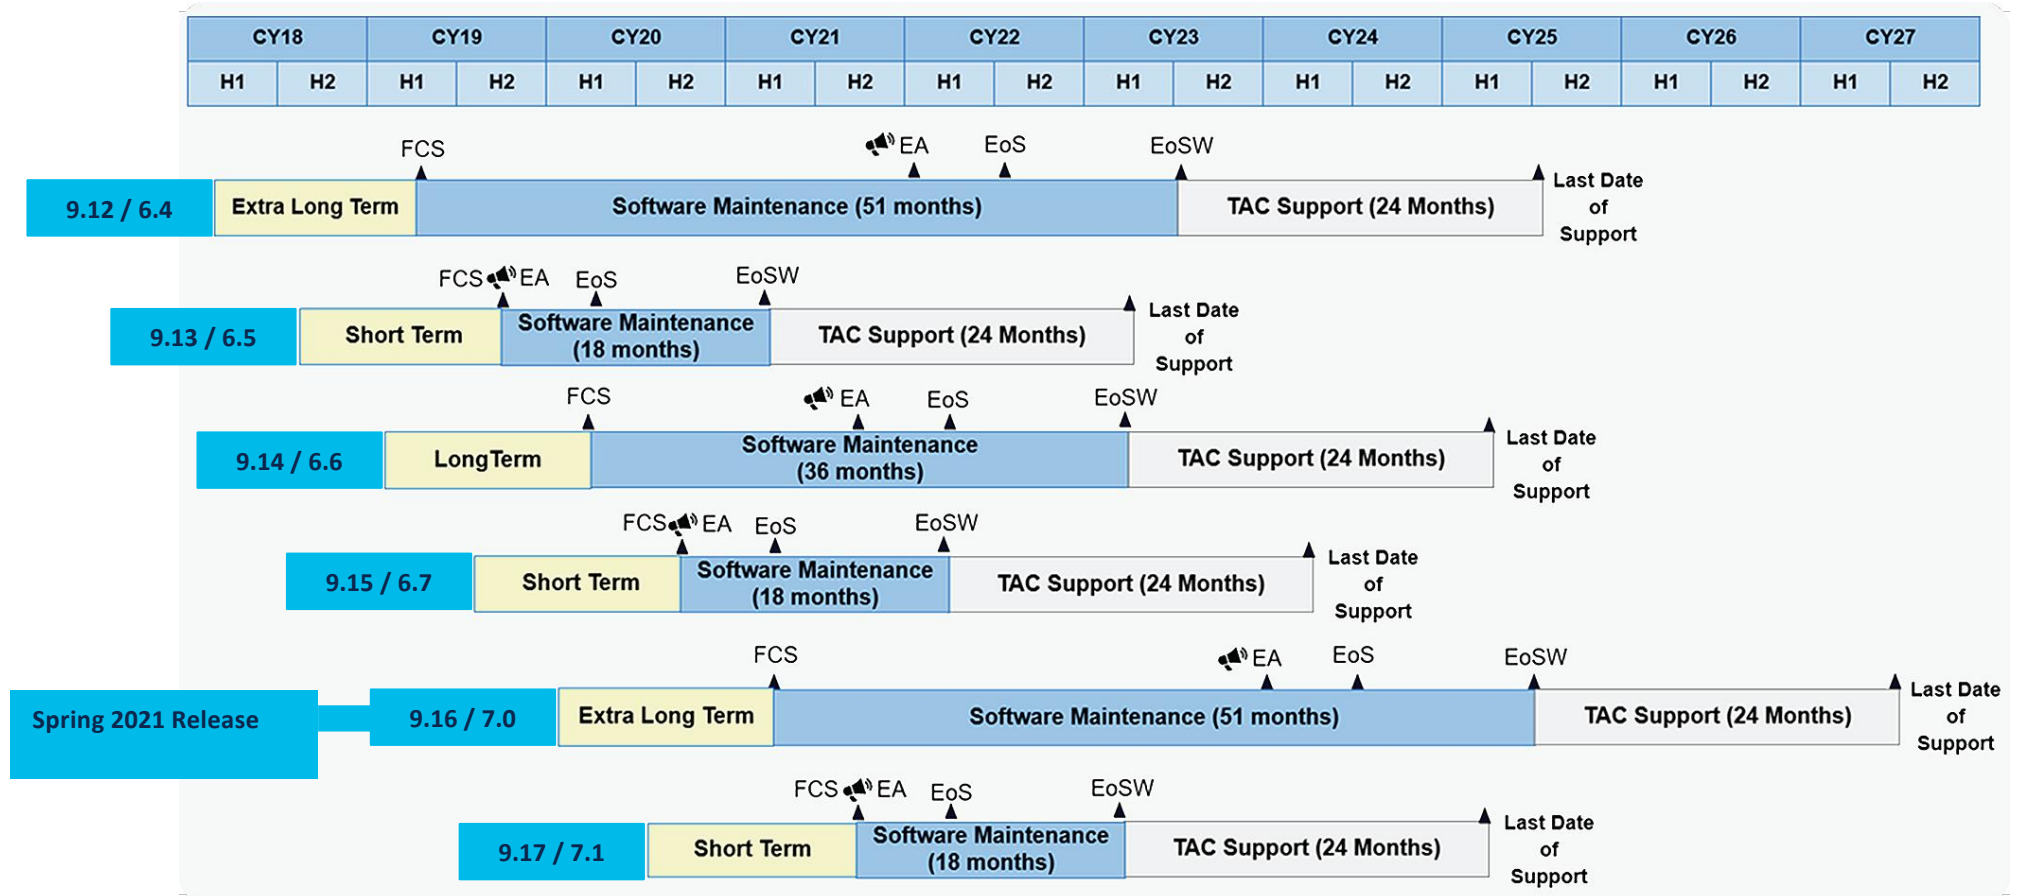 CY18 CY19 CY20 CY21 CY22 CY23 CY24 CY25 CY26 CY27
H1 H2 H1 H2 H1 H2 H1 H2 H1 H2 H1 H2 H1 H2 H1 H2 H1 H2 H1 H2
FCS EA EoS EoSW
9.12 / 6.4 Extra Long Term Software Maintenance (51 months) TAC Support (24 Months)
Last Date
of
Support
FCS EA EoS EoSW
9.13 / 6.5 Short Term
Software Maintenance
(18 months)
TAC Support (24 Months)
Last Date
of
Support
FCS EA EoS EoSW
9.14 / 6.6 LongTerm
Software Maintenance
(36 months)
TAC Support (24 Months)
Last Date
of
Support
FCS EA EoS EoSW
9.15 / 6.7 Short Term
Software Maintenance
(18 months)
TAC Support (24 Months)
Last Date
of
Support
FCS EA EoS EoSW
Spring 2021 Release 9.16 / 7.0 Extra Long Term Software Maintenance (51 months) TAC Support (24 Months)
Last Date
of
Support
FCS EA EoS EoSW
9.17 / 7.1 Short Term
Software Maintenance
(18 months)
TAC Support (24 Months)
Last Date
of
Support